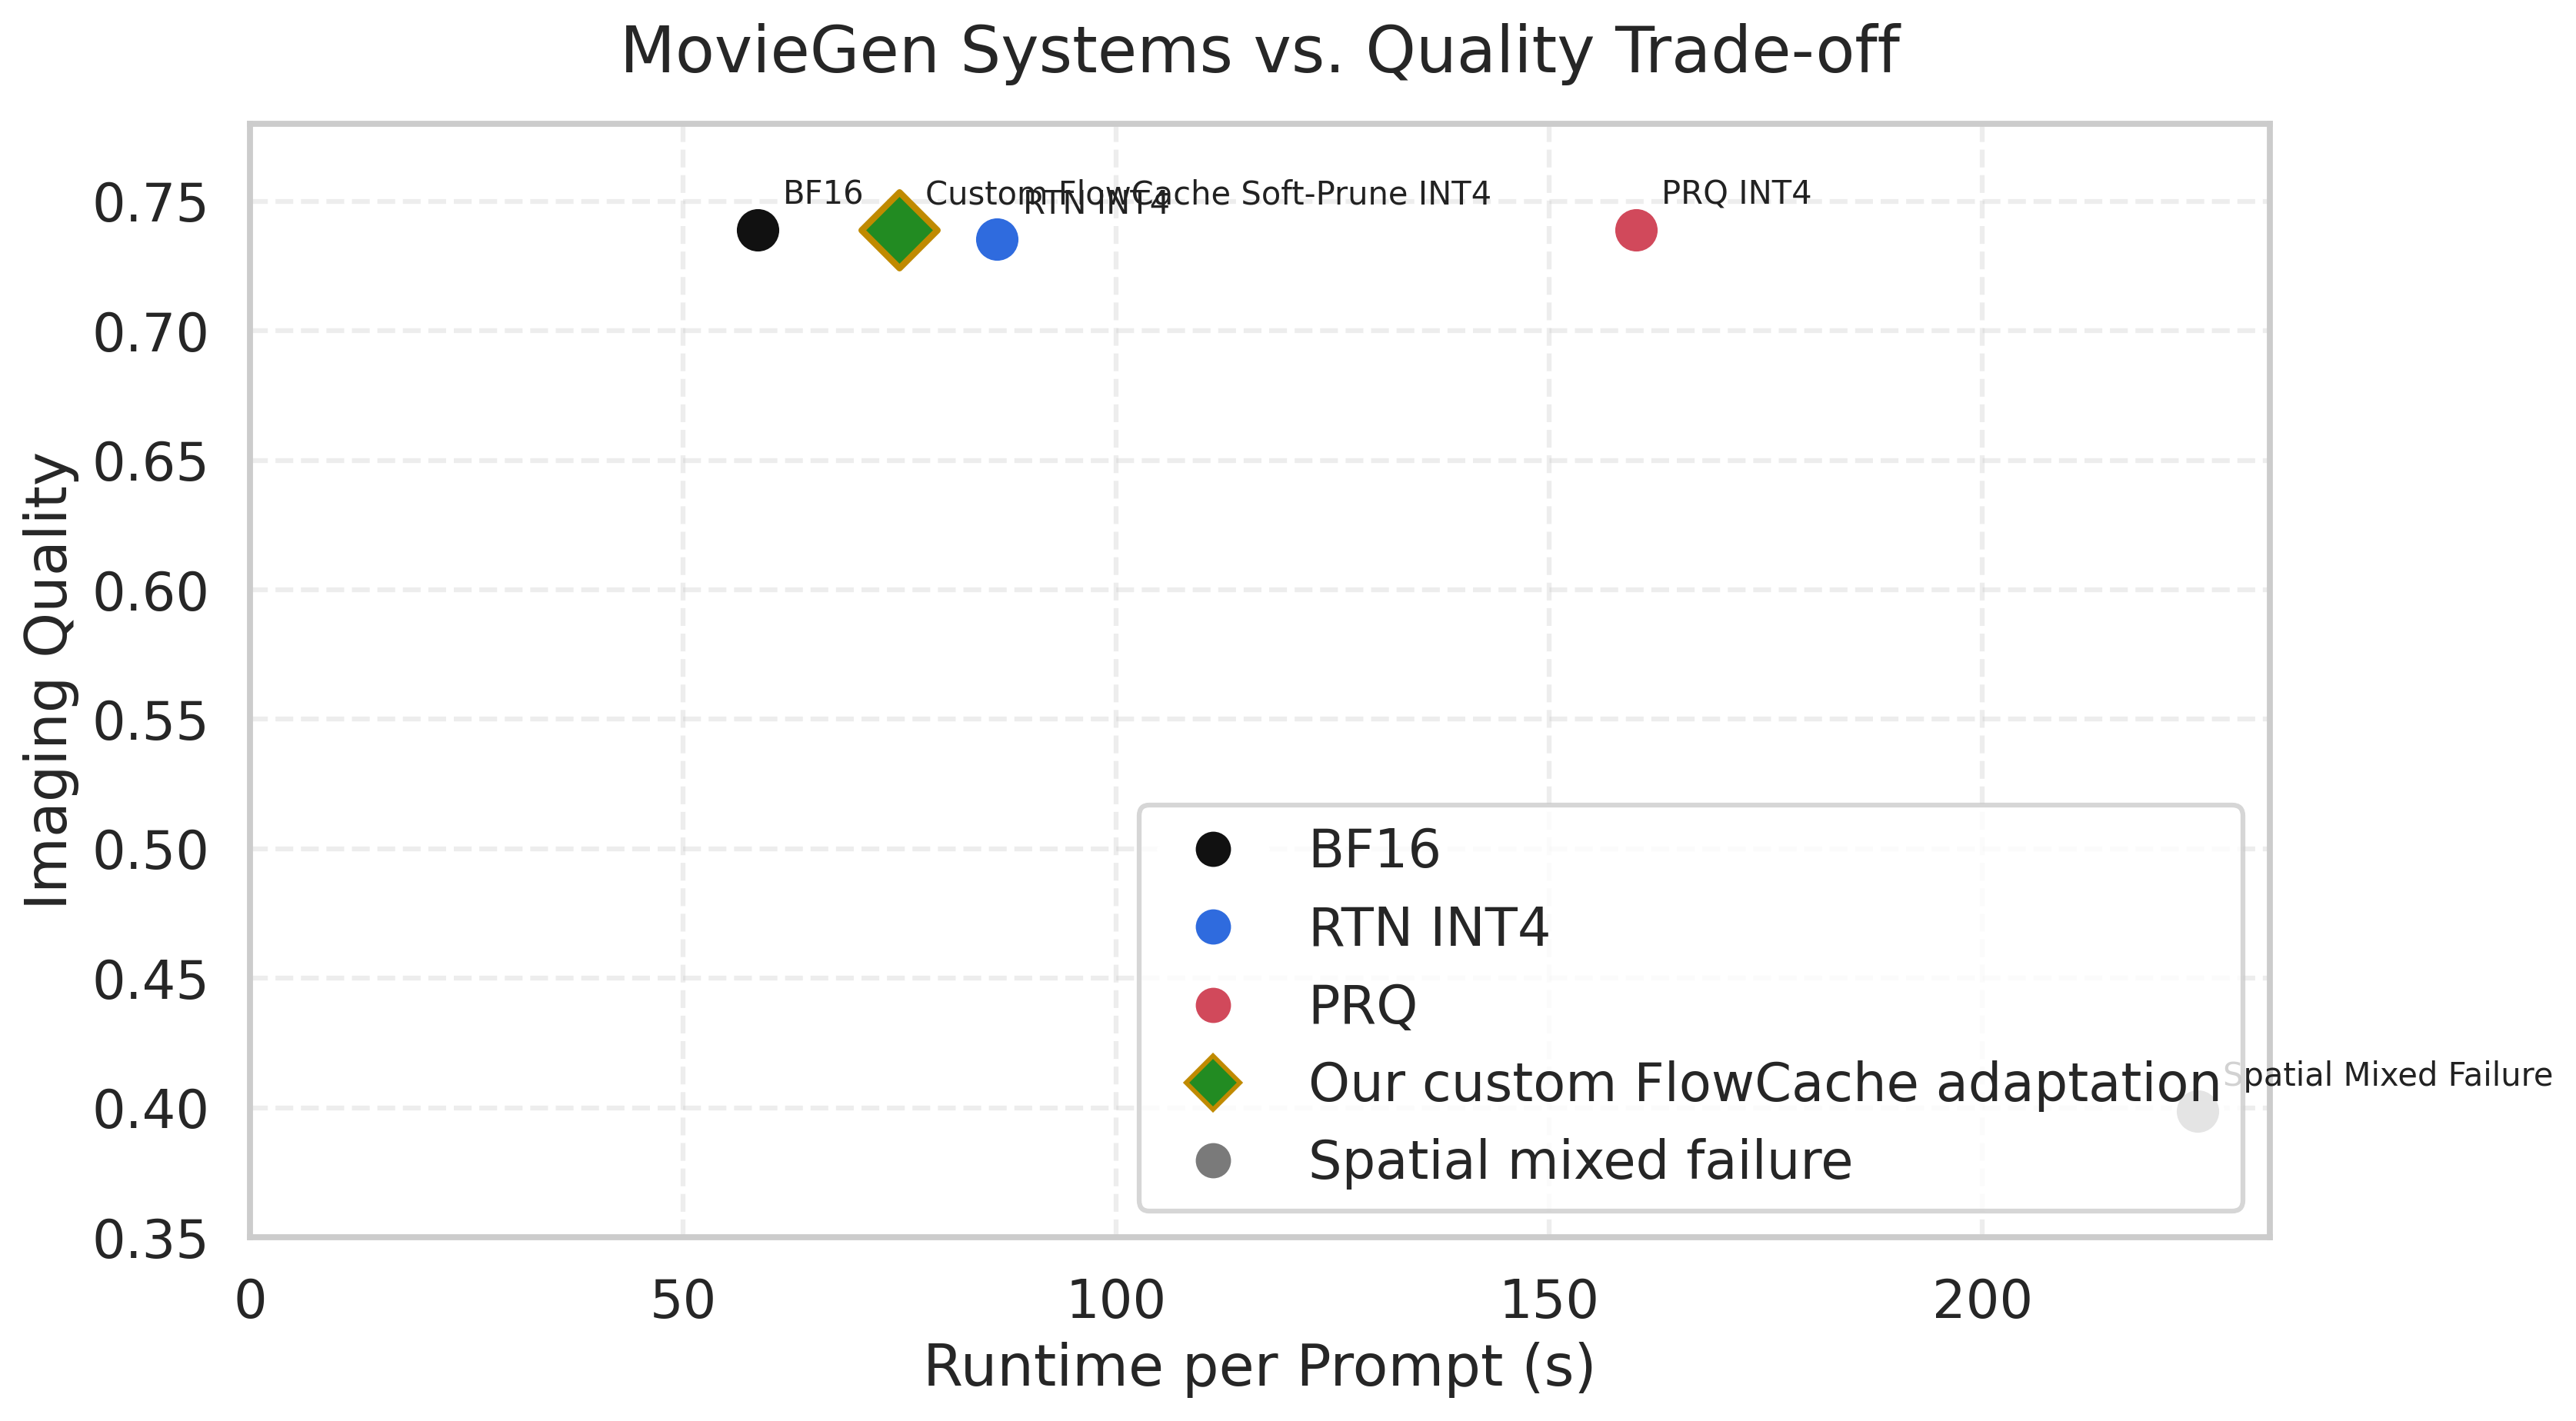 MovieGen Systems vs. Quality Trade-off
Imaging Quality
0.75
0.70
0.65
0.60
0.55
0.50
0.45
0.40
0.35
BF16
Custom FlowCache Soft-Prune INT4
RTN INT4
PRQ INT4
BF16
RTN INT4
PRQ
Our custom FlowCache adaptation
Spatial mixed failure
Spatial Mixed Failure
0 50 100 150 200
Runtime per Prompt (s)